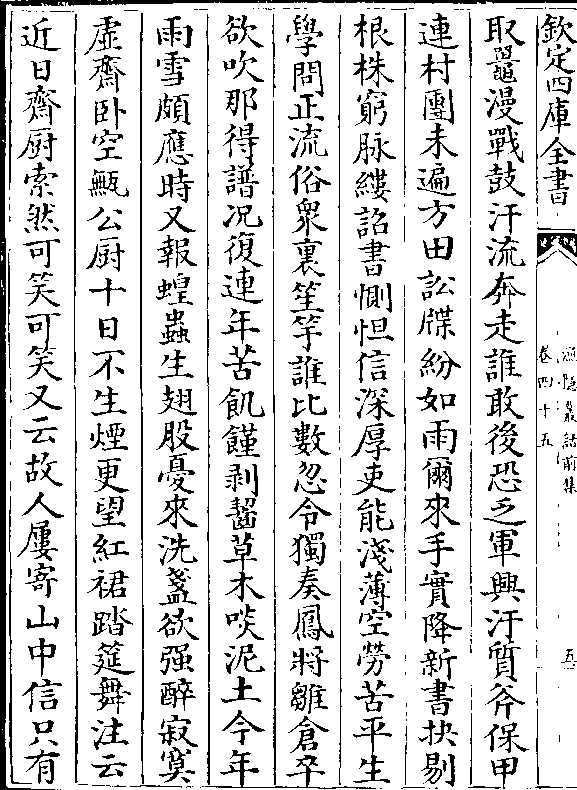 欽定四庫全書
漁隱叢話前集
卷四十五
五
取鼉漫戰鼓汗流奔走誰敢後恐乏軍興汗質斧保甲
連村團未遍方田訟牒紛如雨爾來手實降新書抉剔
根株窮脉縷詔書惻怛信深厚吏能淺薄空勞苦平生
學問正流俗衆裏笙竽誰比數忽令獨奏鳳將雛倉卒
欲吹那得譜况復連年苦飢饉剥齧草木啖泥土今年
雨雪頗應時又報蝗蟲生翅股憂來洗盞欲强醉寂寞
虛齋卧空甒公厨十日不生煙更望紅裙踏筵舞注云
近日齋厨索然可笑可笑又云故人屢寄山中信只有